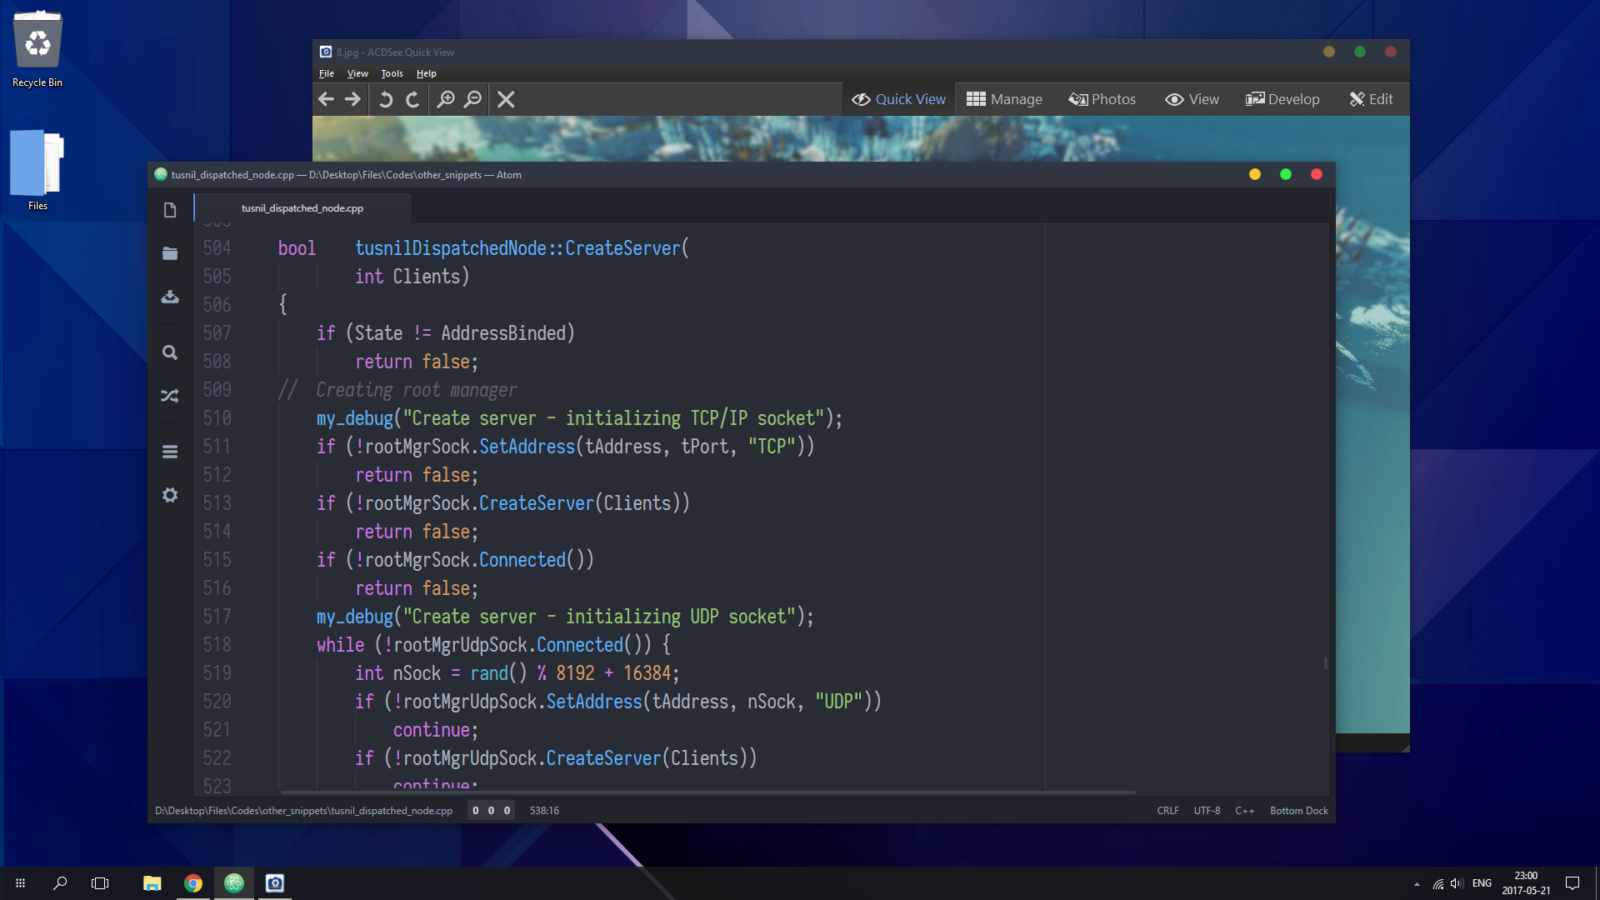 Recycle Bin
Files
8.jpg - ACDSee Quick View
File View Tools Help
Quick View Manage Photos View Develop Edit
tusnil_dispatched_node.cpp — D:\Desktop\Files\Codes\other_snippets — Atom
tusnil_dispatched_node.cpp
504 bool tusnilDispatchedNode::CreateServer(
505 int Clients)
506 {
507 if (State != AddressBinded)
508 return false;
509 // Creating root manager
510 my_debug("Create server - initializing TCP/IP socket");
511 if (!rootMgrSock.SetAddress(tAddress, tPort, "TCP"))
512 return false;
513 if (!rootMgrSock.CreateServer(Clients))
514 return false;
515 if (!rootMgrSock.Connected())
516 return false;
517 my_debug("Create server - initializing UDP socket");
518 while (!rootMgrUdpSock.Connected()) {
519 int nSock = rand() % 8192 + 16384;
520 if (!rootMgrUdpSock.SetAddress(tAddress, nSock, "UDP"))
521 continue;
522 if (!rootMgrUdpSock.CreateServer(Clients))
523 continue;
D:\Desktop\Files\Codes\other_snippets\tusnil_dispatched_node.cpp 0 0 0 538:16 CRLF UTF-8 C++ Bottom Dock
ENG
23:00
2017-05-21